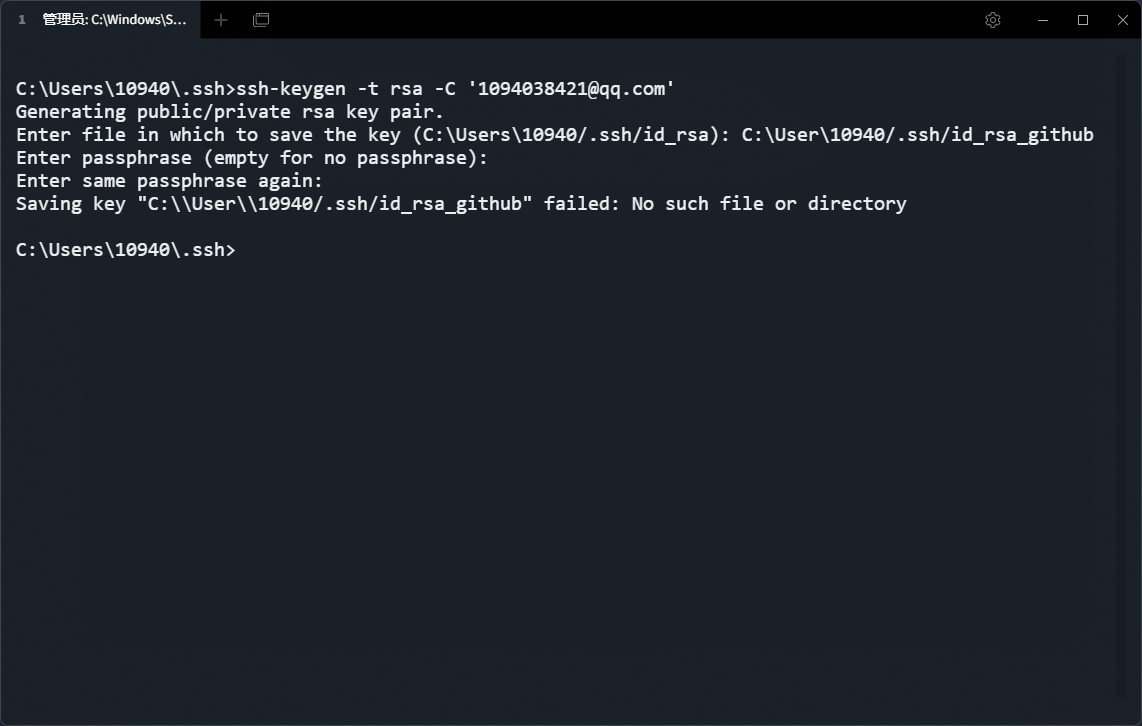 1 管理员: C:\Windows\S...
C:\Users\10940\.ssh>ssh-keygen -t rsa -C '1094038421@qq.com'
Generating public/private rsa key pair.
Enter file in which to save the key (C:\Users\10940/.ssh/id_rsa): C:\User\10940/.ssh/id_rsa_github
Enter passphrase (empty for no passphrase):
Enter same passphrase again:
Saving key "C:\\User\\10940/.ssh/id_rsa_github" failed: No such file or directory
C:\Users\10940\.ssh>